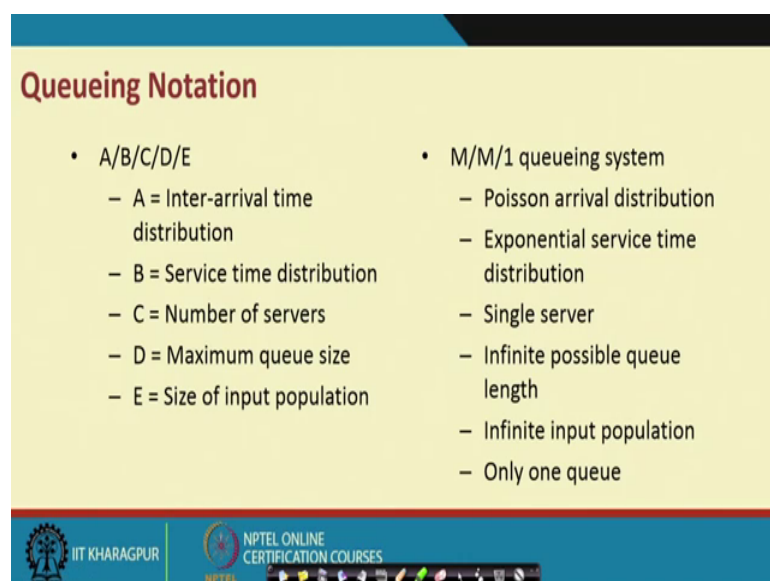 Queueing Notation
• A/B/C/D/E
– A = Inter-arrival time
distribution
– B = Service time distribution
– C = Number of servers
– D = Maximum queue size
– E = Size of input population
• M/M/1 queueing system
– Poisson arrival distribution
– Exponential service time
distribution
– Single server
– Infinite possible queue
length
– Infinite input population
– Only one queue
IIT KHARAGPUR
NPTEL ONLINE
CERTIFICATION COURSES
NPTEL